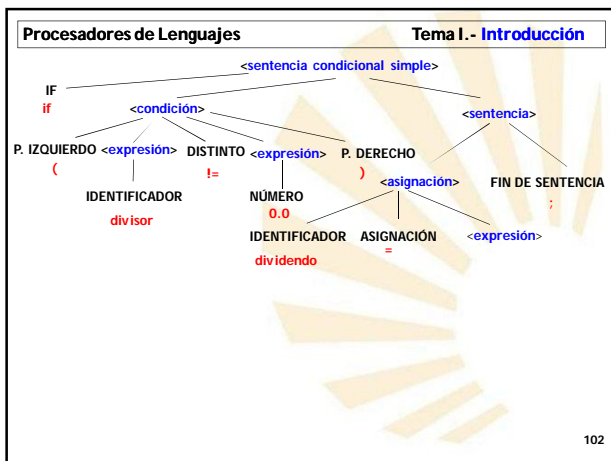 Procesadores de Lenguajes Tema I.- Introducción
<sentencia condicional simple>
IF
if
<condición> <sentencia>
P. IZQUIERDO <expresión> DISTINTO <expresión> P. DERECHO
( != )
<asignación> FIN DE SENTENCIA
;
IDENTIFICADOR NÚMERO
divisor 0.0
IDENTIFICADOR ASIGNACIÓN <expresión>
dividendo =
102